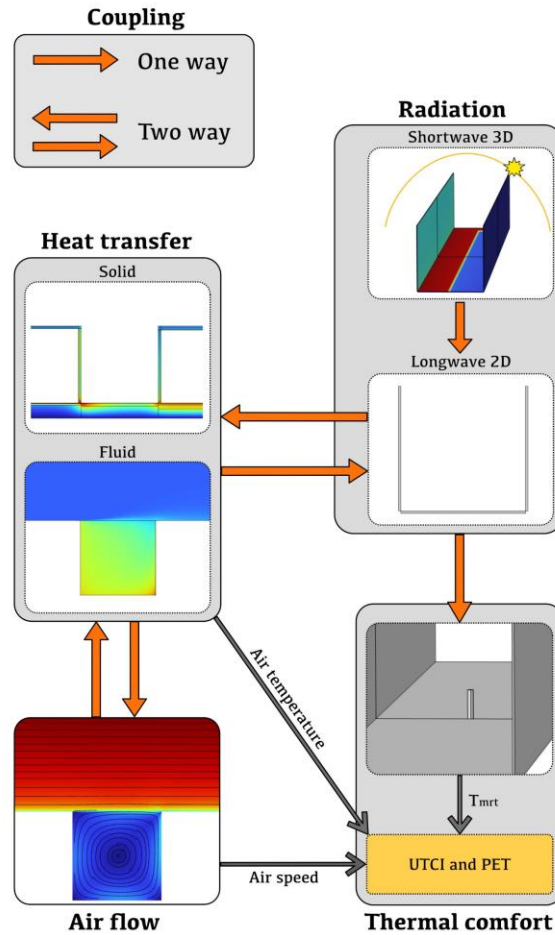 Coupling
One way
Two way
Radiation
Shortwave 3D
Heat transfer
Solid
Longwave 2D
Fluid
Air temperature
Tmrt
UTCI and PET
Air speed
Air flow
Thermal comfort